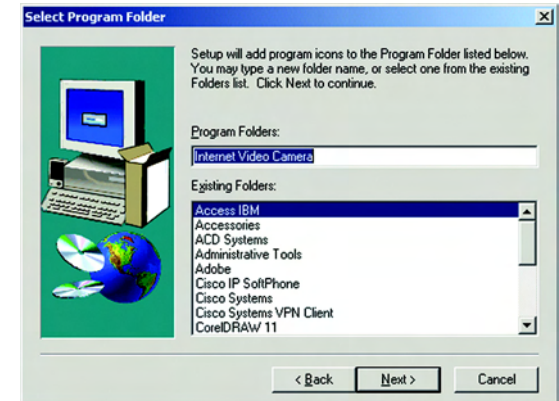 Select Program Folder
Setup will add program icons to the Program Folder listed below.
You may type a new folder name, or select one from the existing
Folders list. Click Next to continue.
Program Folders:
Internet Video Camera
Existing Folders:
Access IBM
Accessories
ACD Systems
Administrative Tools
Adobe
Cisco IP SoftPhone
Cisco Systems
Cisco Systems VPN Client
CorelDRAW 11
< Back Next > Cancel